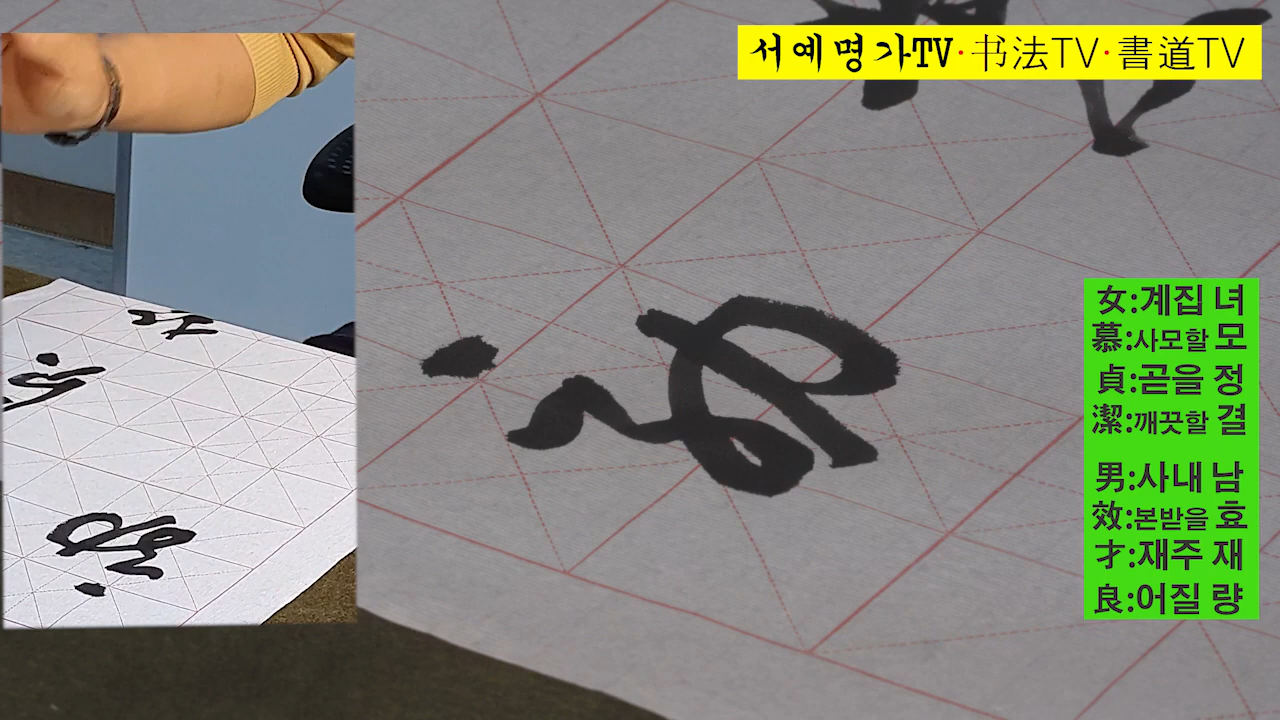 서예명가TV·书法TV·書道TV
女:계집 녀
慕:사모할 모
貞:곧을 정
潔:깨끗할 결
男:사내 남
效:본받을 효
才:재주 재
良:어질 량